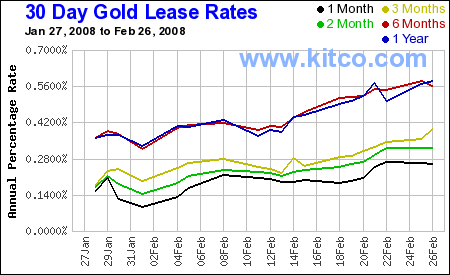 30 Day Gold Lease Rates
Jan 27, 2008 to Feb 26, 2008
1 Month
3 Months
2 Month
6 Months
1 Year
www.kitco.com
Annual Percentage Rate
0.7000%
0.5600%
0.4200%
0.2800%
0.1400%
0.0000%
27Jan
29Jan
31Jan
02Feb
04Feb
06Feb
08Feb
10Feb
12Feb
14Feb
16Feb
18Feb
20Feb
22Feb
24Feb
26Feb